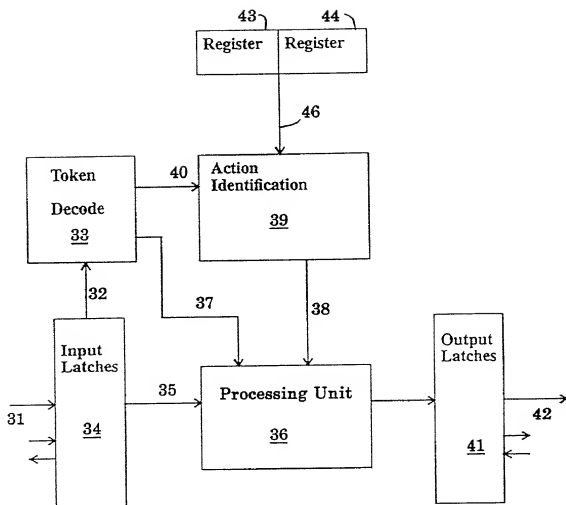 43
44
Register
Register
46
Token
Decode
33
40
Action
Identification
39
32
37
38
Input
Latches
34
31
35
Processing Unit
36
Output
Latches
41
42